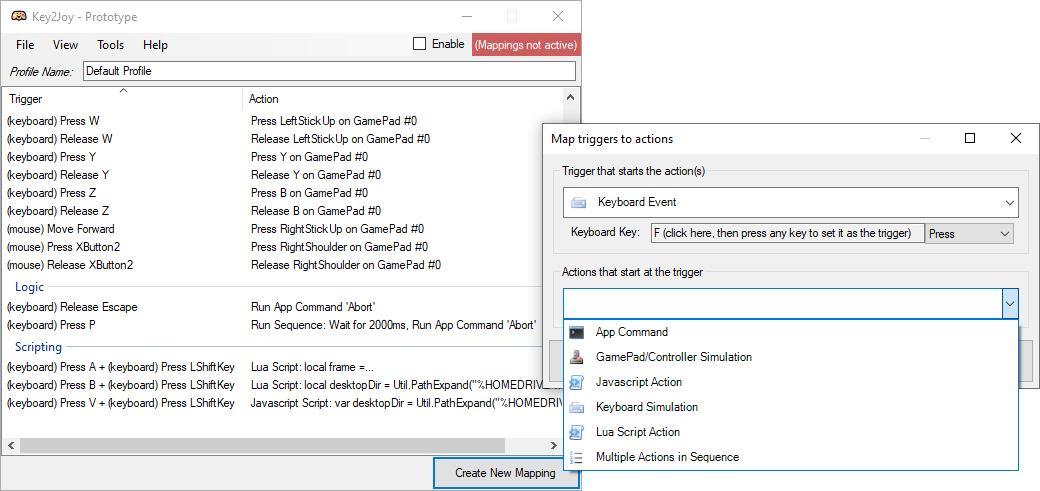 Key2Joy - Prototype
File View Tools Help Enable (Mappings not active)
Profile Name: Default Profile
Trigger Action
(keyboard) Press W Press LeftStickUp on GamePad #0
(keyboard) Release W Release LeftStickUp on GamePad #0
(keyboard) Press Y Press Y on GamePad #0
(keyboard) Release Y Release Y on GamePad #0
(keyboard) Press Z Press B on GamePad #0
(keyboard) Release Z Release B on GamePad #0
(mouse) Move Forward Press RightStickUp on GamePad #0
(mouse) Press XButton2 Press RightShoulder on GamePad #0
(mouse) Release XButton2 Release RightShoulder on GamePad #0
Logic
(keyboard) Release Escape Run App Command 'Abort'
(keyboard) Press P Run Sequence: Wait for 2000ms, Run App Command 'Abort'
Scripting
(keyboard) Press A + (keyboard) Press LShiftKey Lua Script: local frame =...
(keyboard) Press B + (keyboard) Press LShiftKey Lua Script: local desktopDir = Util.PathExpand("%HOMEDRIVE
(keyboard) Press V + (keyboard) Press LShiftKey Javascript Script: var desktopDir = Util.PathExpand("%HOME
Create New Mapping
Map triggers to actions
Trigger that starts the action(s)
Keyboard Event
Keyboard Key: F (click here, then press any key to set it as the trigger) Press
Actions that start at the trigger
App Command
GamePad/Controller Simulation
Javascript Action
Keyboard Simulation
Lua Script Action
Multiple Actions in Sequence